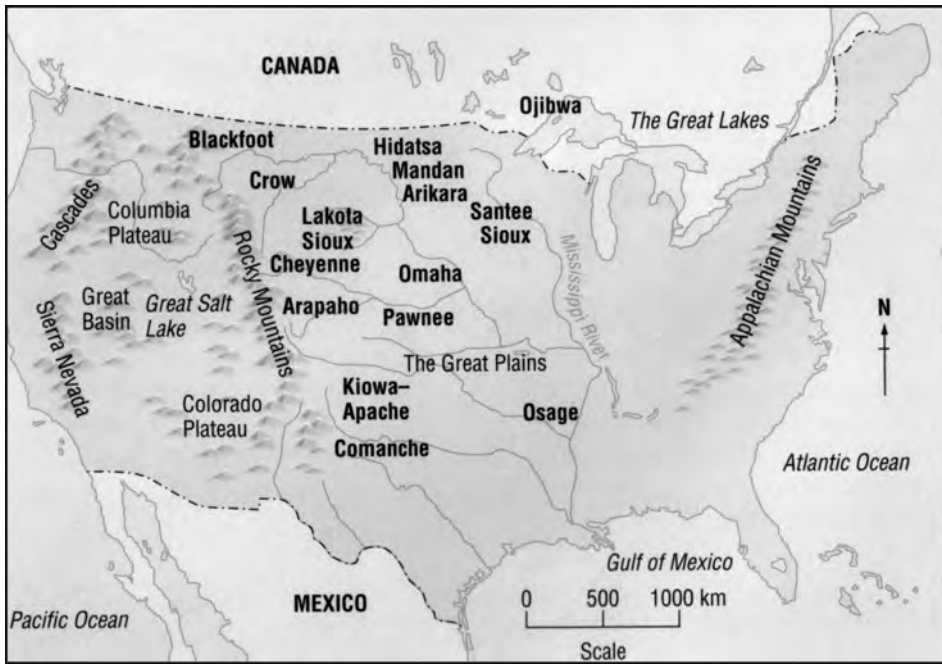 CANADA
Ojibwa
The Great Lakes
Blackfoot
Hidatsa
Mandan
Arikara
Crow
Santee
Sioux
Lakota
Sioux
Cheyenne
Omaha
Arapaho
Pawnee
Cascades
Columbia
Plateau
Rocky Mountains
Mississippi River
Appalachian Mountains
N
Great
Basin
Great Salt
Lake
Sierra Nevada
The Great Plains
Kiowa–
Apache
Osage
Colorado
Plateau
Comanche
Atlantic Ocean
Gulf of Mexico
MEXICO
Pacific Ocean
0 500 1000 km
Scale